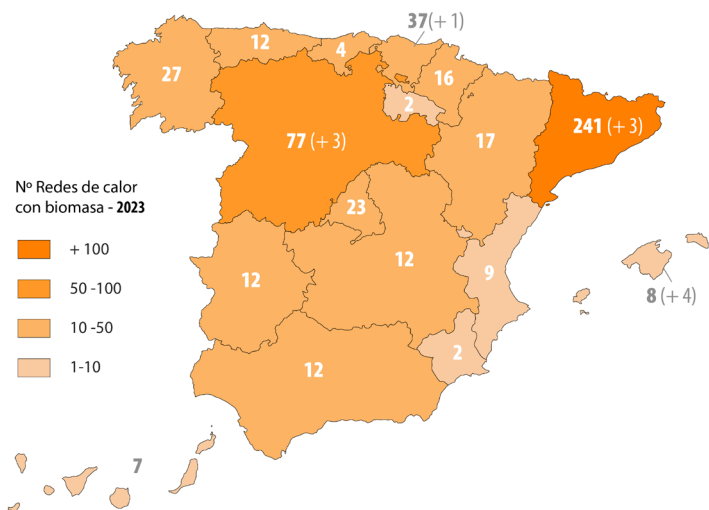 37 (+ 1)
12
4
27
16
2
77 (+ 3)
17
241 (+ 3)
Nº Redes de calor
con biomasa - 2023
23
+ 100
50 -100
10 -50
1-10
12
12
9
8 (+ 4)
2
12
7